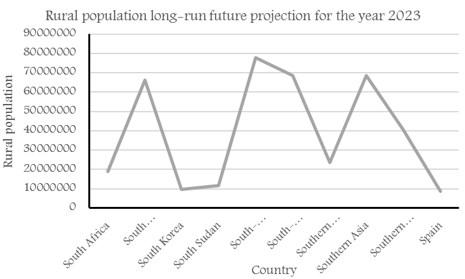 Rural population long-run future projection for the year 2023
90000000
80000000
70000000
60000000
50000000
40000000
30000000
20000000
10000000
0
Rural population
South Africa
South...
South Korea
South Sudan
South-...
South-...
Southern...
Southern Asia
Southern...
Spain
Country